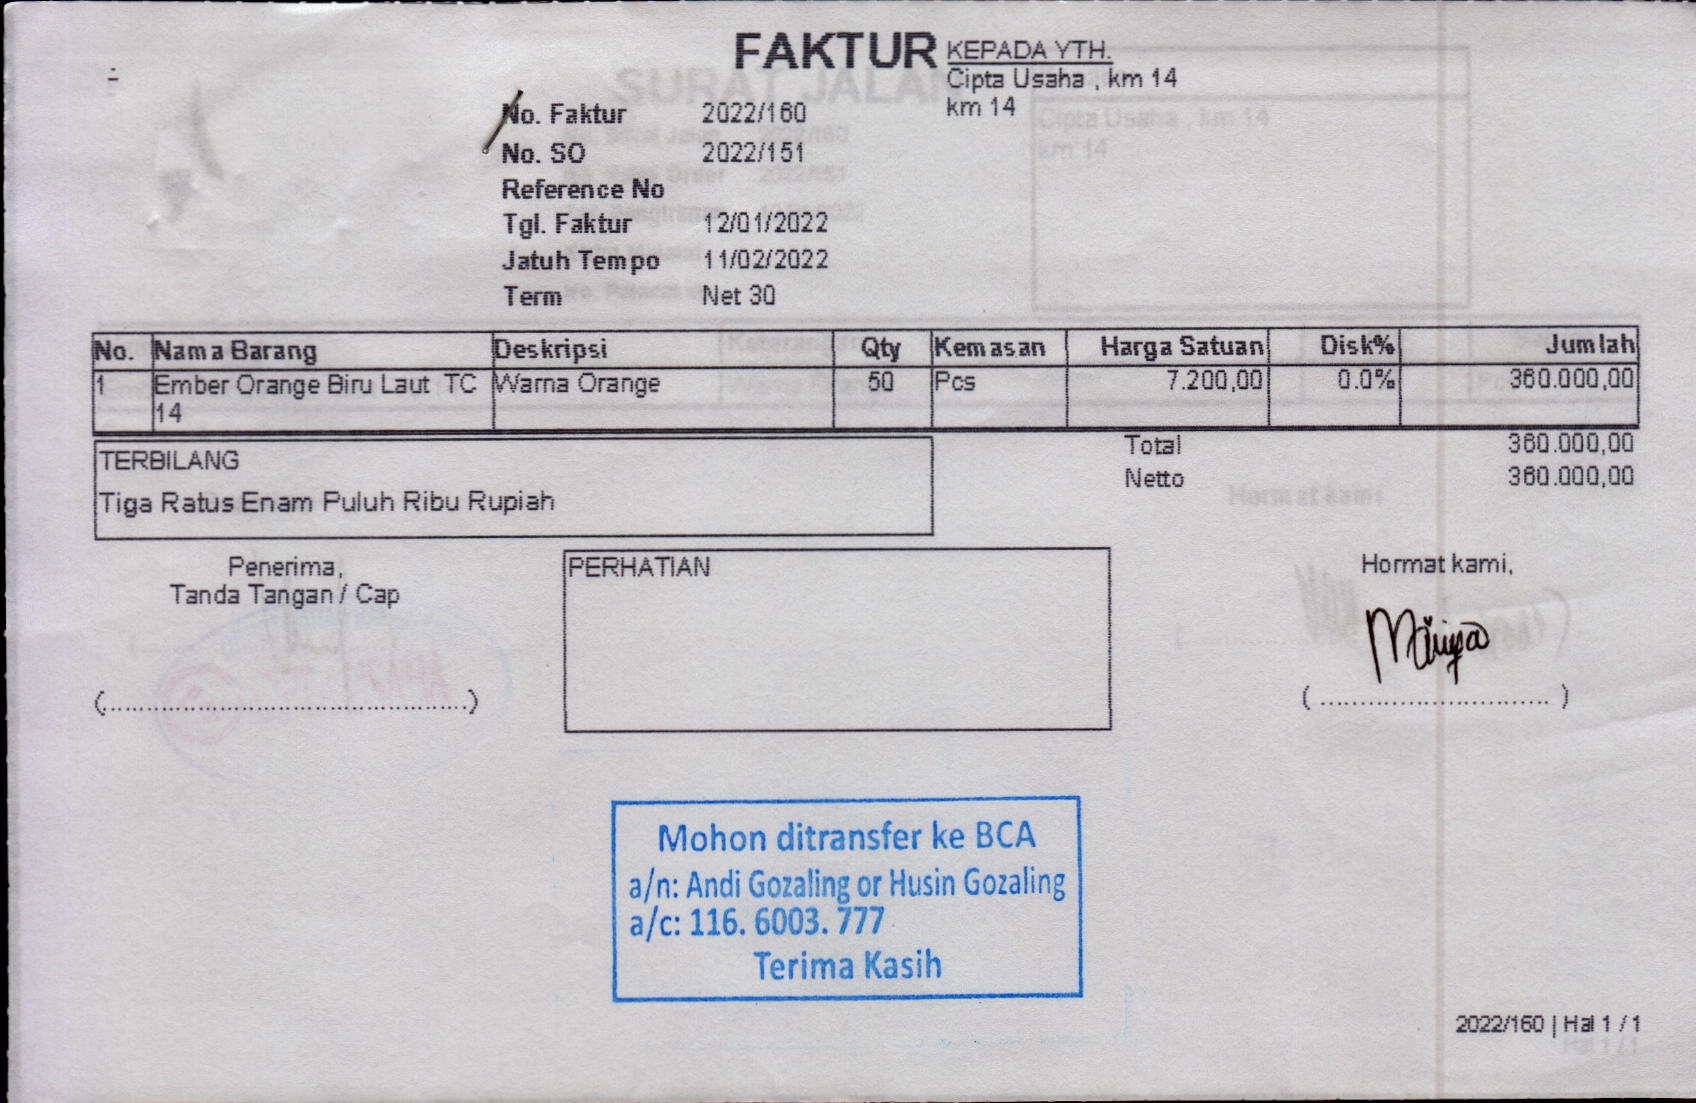 FAKTUR
KEPADA YTH.
Cipta Usaha , km 14
km 14
No. Faktur 2022/160
No. SO 2022/151
Reference No
Tgl. Faktur 12/01/2022
Jatuh Tempo 11/02/2022
Term Net 30
No. Nama Barang Deskripsi Qty Kemasan Harga Satuan Disk% Jumlah
1 Ember Orange Biru Laut TC Warna Orange 50 Pcs 7.200,00 0.0% 360.000,00
14
Total 360.000,00
Netto 360.000,00
TERBILANG
Tiga Ratus Enam Puluh Ribu Rupiah
Penerima,
Tanda Tangan / Cap
(..............................................)
PERHATIAN
Hormat kami,
( ............................. )
Mohon ditransfer ke BCA
a/n: Andi Gozaling or Husin Gozaling
a/c: 116. 6003. 777
Terima Kasih
2022/160 | Hal 1 / 1